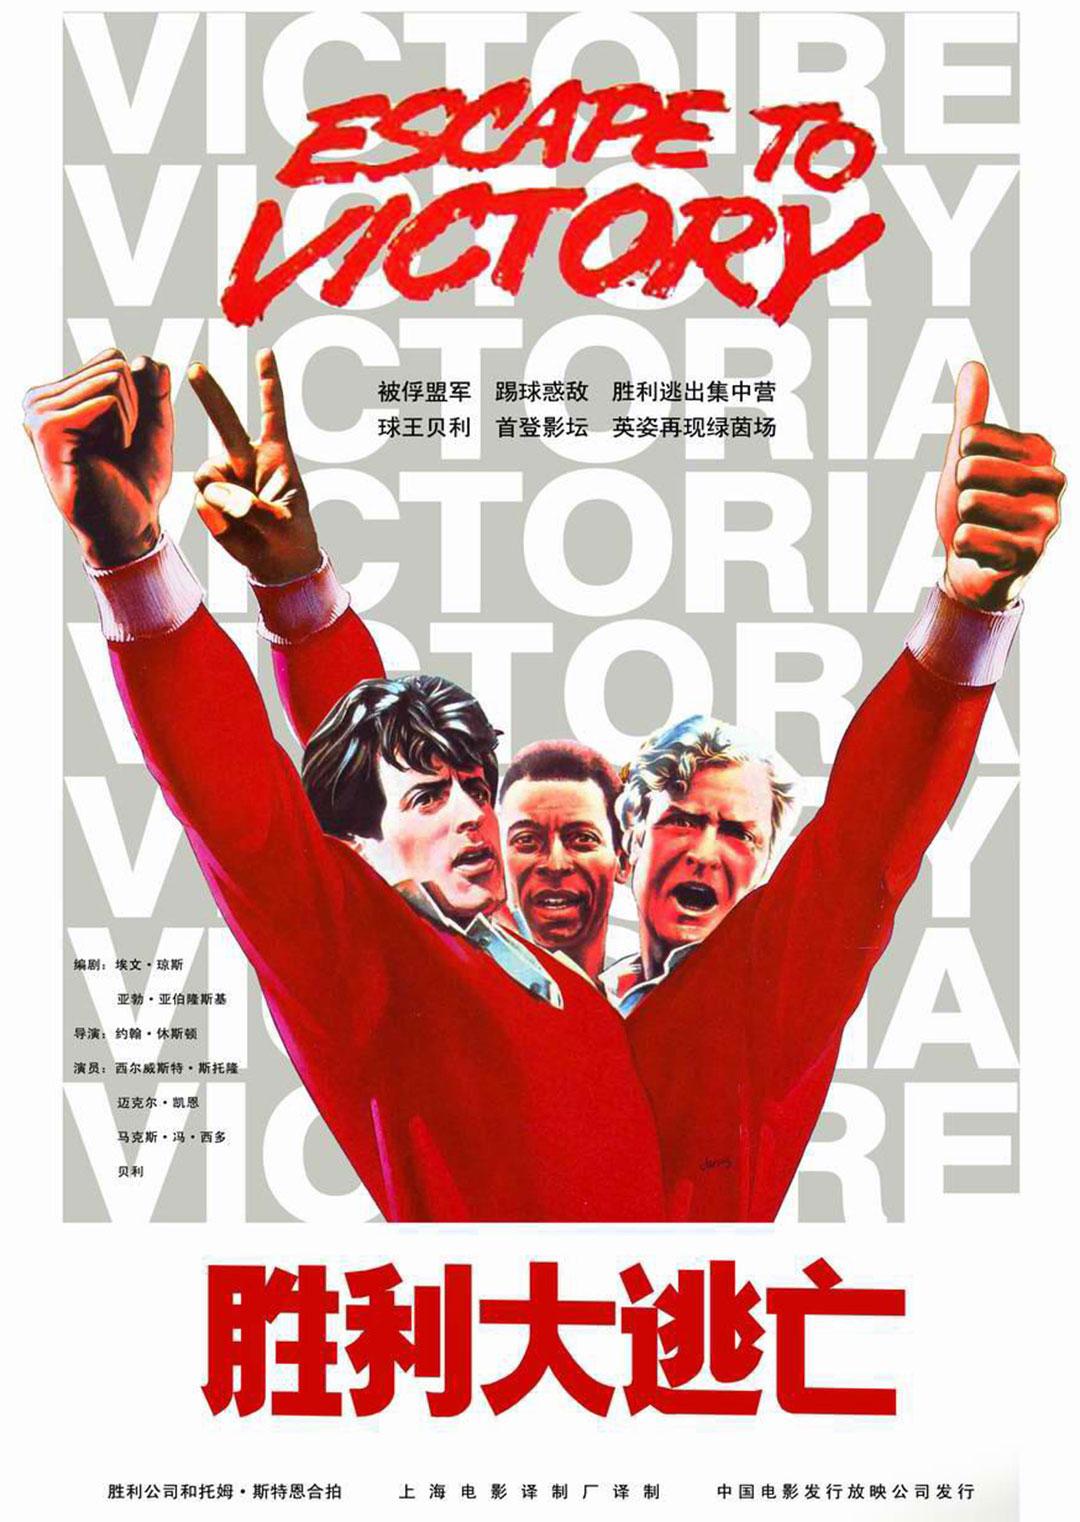 VICTOIRE
ESCAPE TO
VICTORY
VICTORY
VICTORIA
被俘盟军 踢球惑敌 胜利逃出集中营
球王贝利 首登影坛 英姿再现绿茵场
VICTORIA
编剧：埃文·琼斯
亚勃·亚伯隆斯基
导演：约翰·休斯顿
演员：西尔威斯特·斯托隆
迈克尔·凯恩
马克斯·冯·西多
贝利
胜利大逃亡
胜利公司和托姆·斯特恩合拍 上海电影译制厂译制 中国电影发行放映公司发行